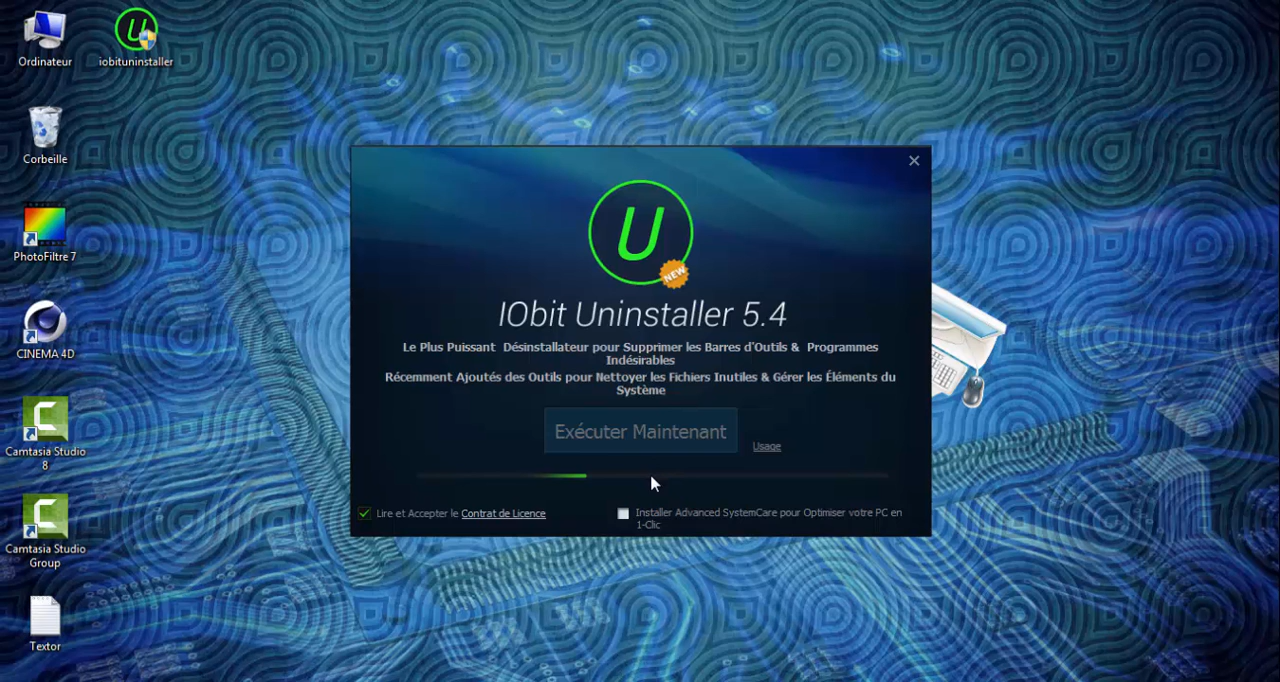 Ordinateur
iobituninstaller
Corbeille
PhotoFiltre 7
CINEMA 4D
Camtasia Studio
8
Camtasia Studio
Group
Textor
U
NEW
IObit Uninstaller 5.4
Le Plus Puissant Désinstallateur pour Supprimer les Barres d'Outils & Programmes
Indésirables
Récemment Ajoutés des Outils pour Nettoyer les Fichiers Inutiles & Gérer les Éléments du
Système
Exécuter Maintenant
Usage
Lire et Accepter le Contrat de Licence
Installer Advanced SystemCare pour Optimiser votre PC en
1-Clic